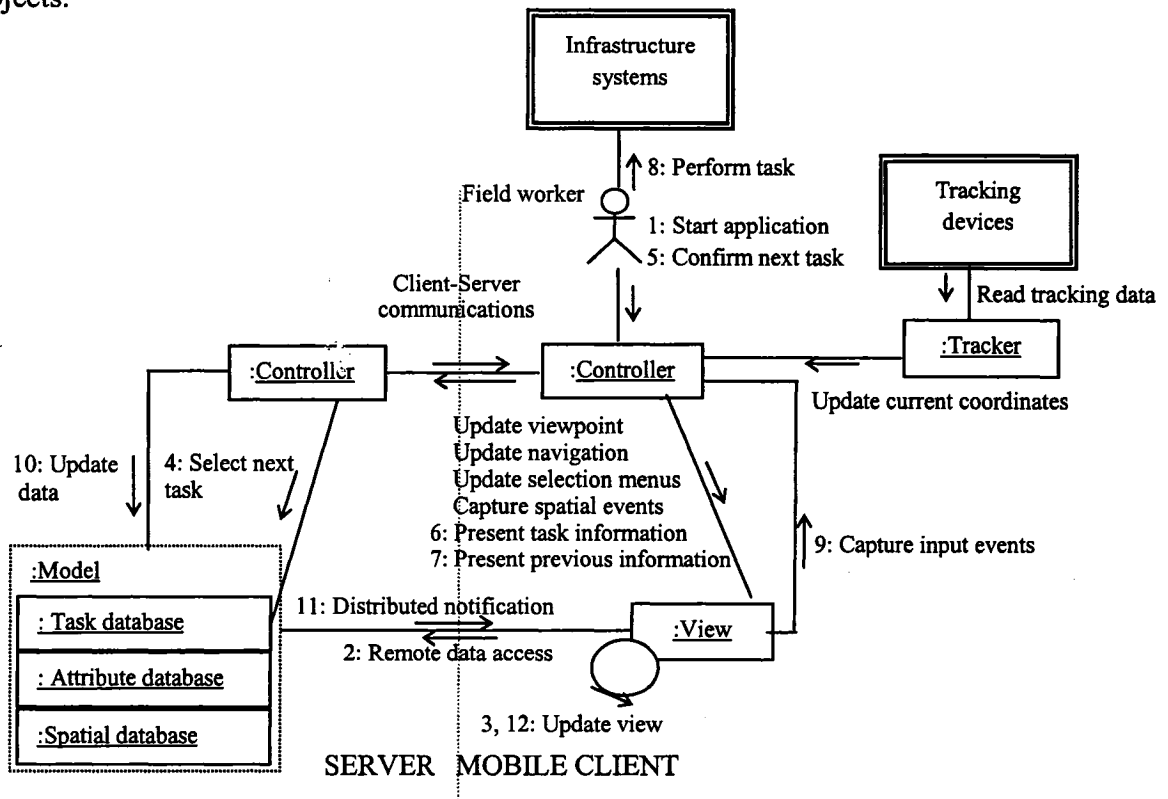 jects.
Infrastructure
systems
8: Perform task
Field worker
Tracking
devices
1: Start application
5: Confirm next task
Client-Server
communications
Read tracking data
:Controller
:Controller
:Tracker
Update current coordinates
Update viewpoint
Update navigation
Update selection menus
Capture spatial events
6: Present task information
7: Present previous information
10: Update
data
4: Select next
task
9: Capture input events
:Model
: Task database
: Attribute database
:Spatial database
11: Distributed notification
2: Remote data access
:View
3, 12: Update view
SERVER MOBILE CLIENT